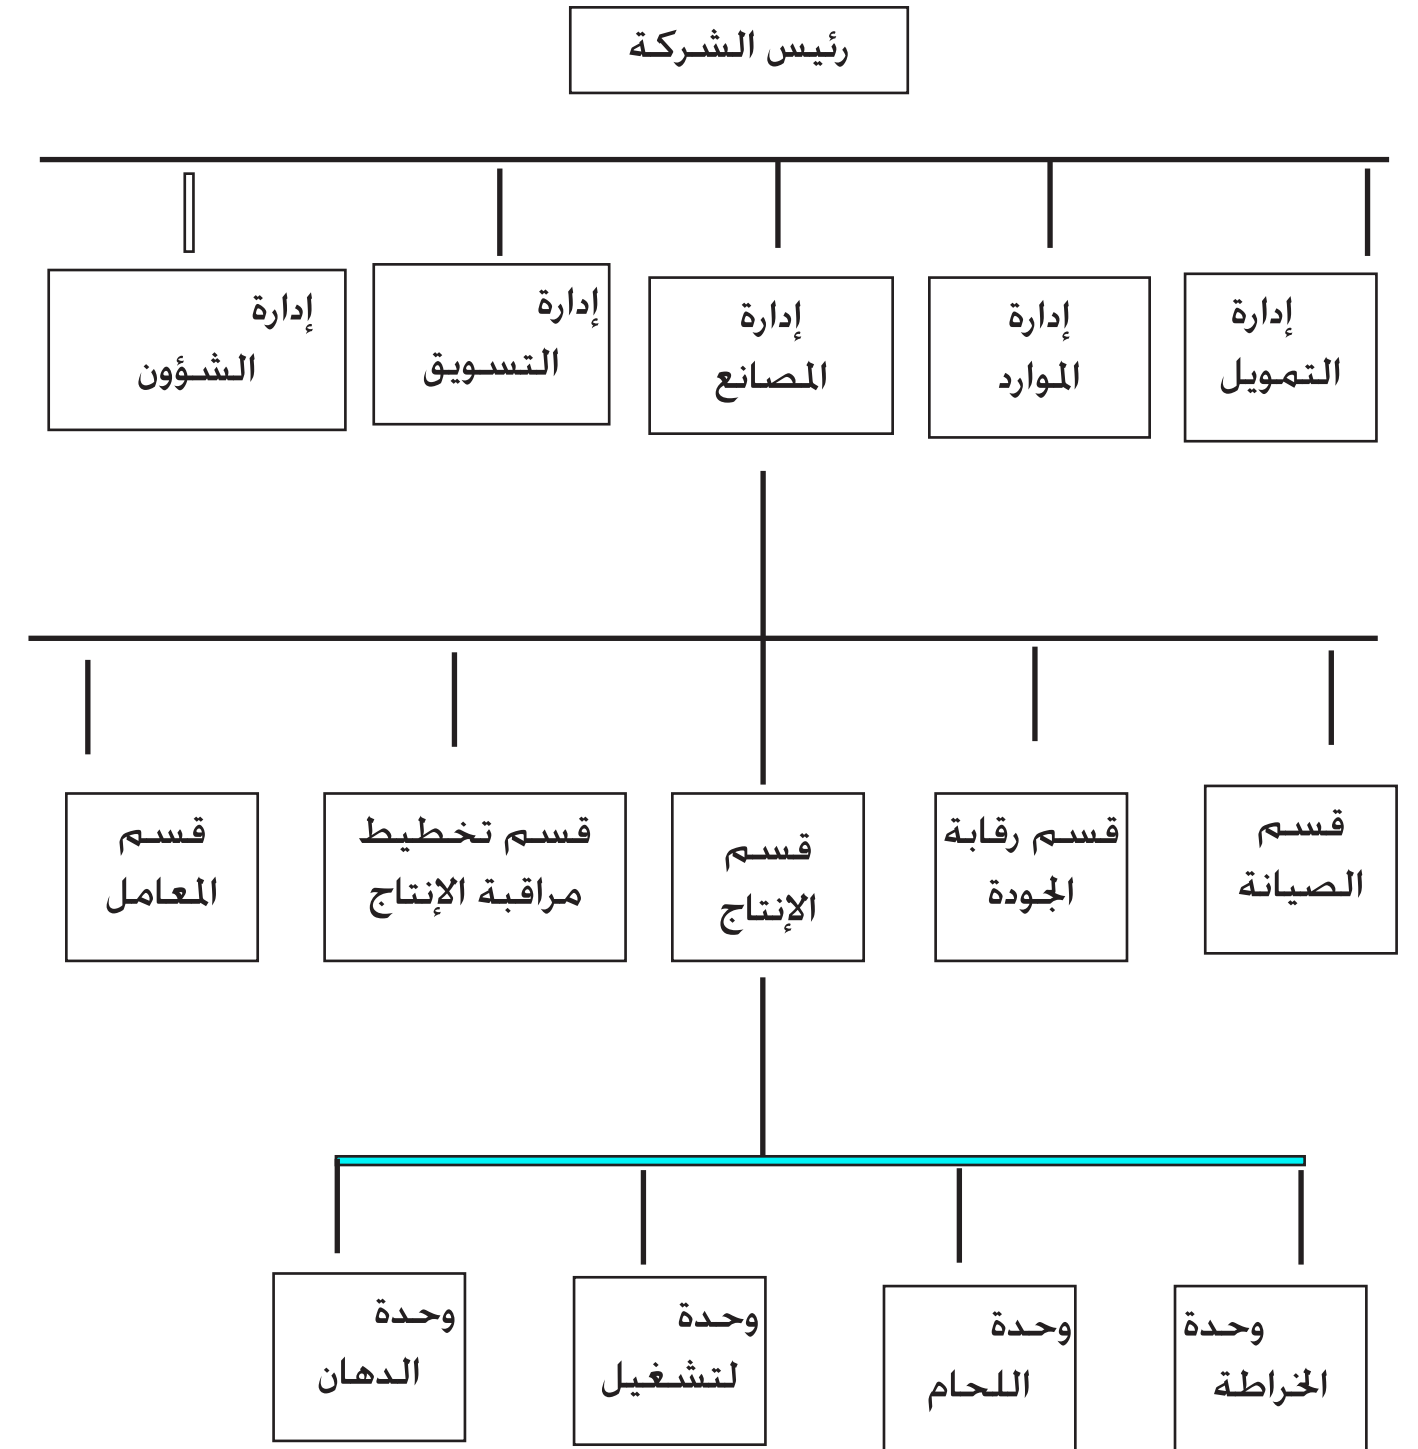 رئيس الشركة
إدارة
التمويل
إدارة
الموارد
إدارة
المصانع
إدارة
التسويق
إدارة
الشؤون
قسم
الصيانة
قسم رقابة
الجودة
قسم
الإنتاج
قسم تخطيط
مراقبة الإنتاج
قسم
المعامل
وحدة
الخراطة
وحدة
اللحام
وحدة
لتشغيل
وحدة
الدهان